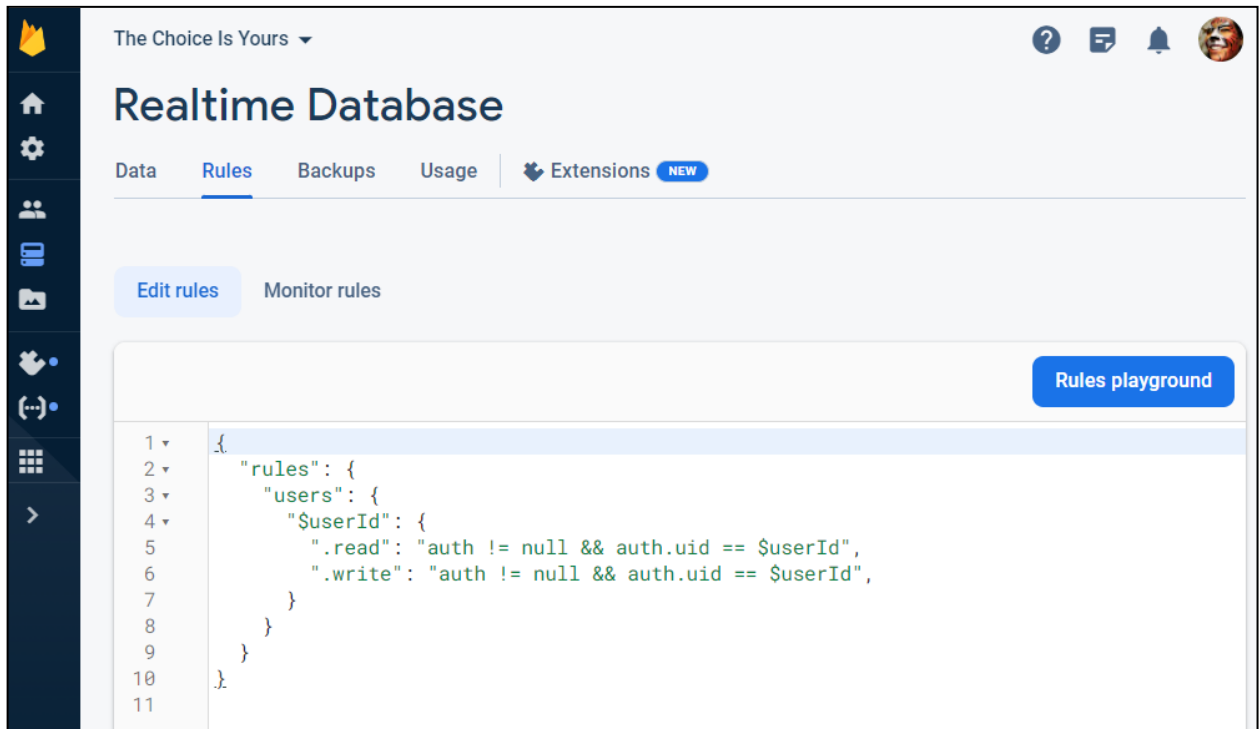 The Choice Is Yours
Realtime Database
Data Rules Backups Usage Extensions NEW
Edit rules Monitor rules
Rules playground
1 {
2 "rules": {
3 "users": {
4 "$userId": {
5 ".read": "auth != null && auth.uid == $userId",
6 ".write": "auth != null && auth.uid == $userId",
7 }
8 }
9 }
10 }
11